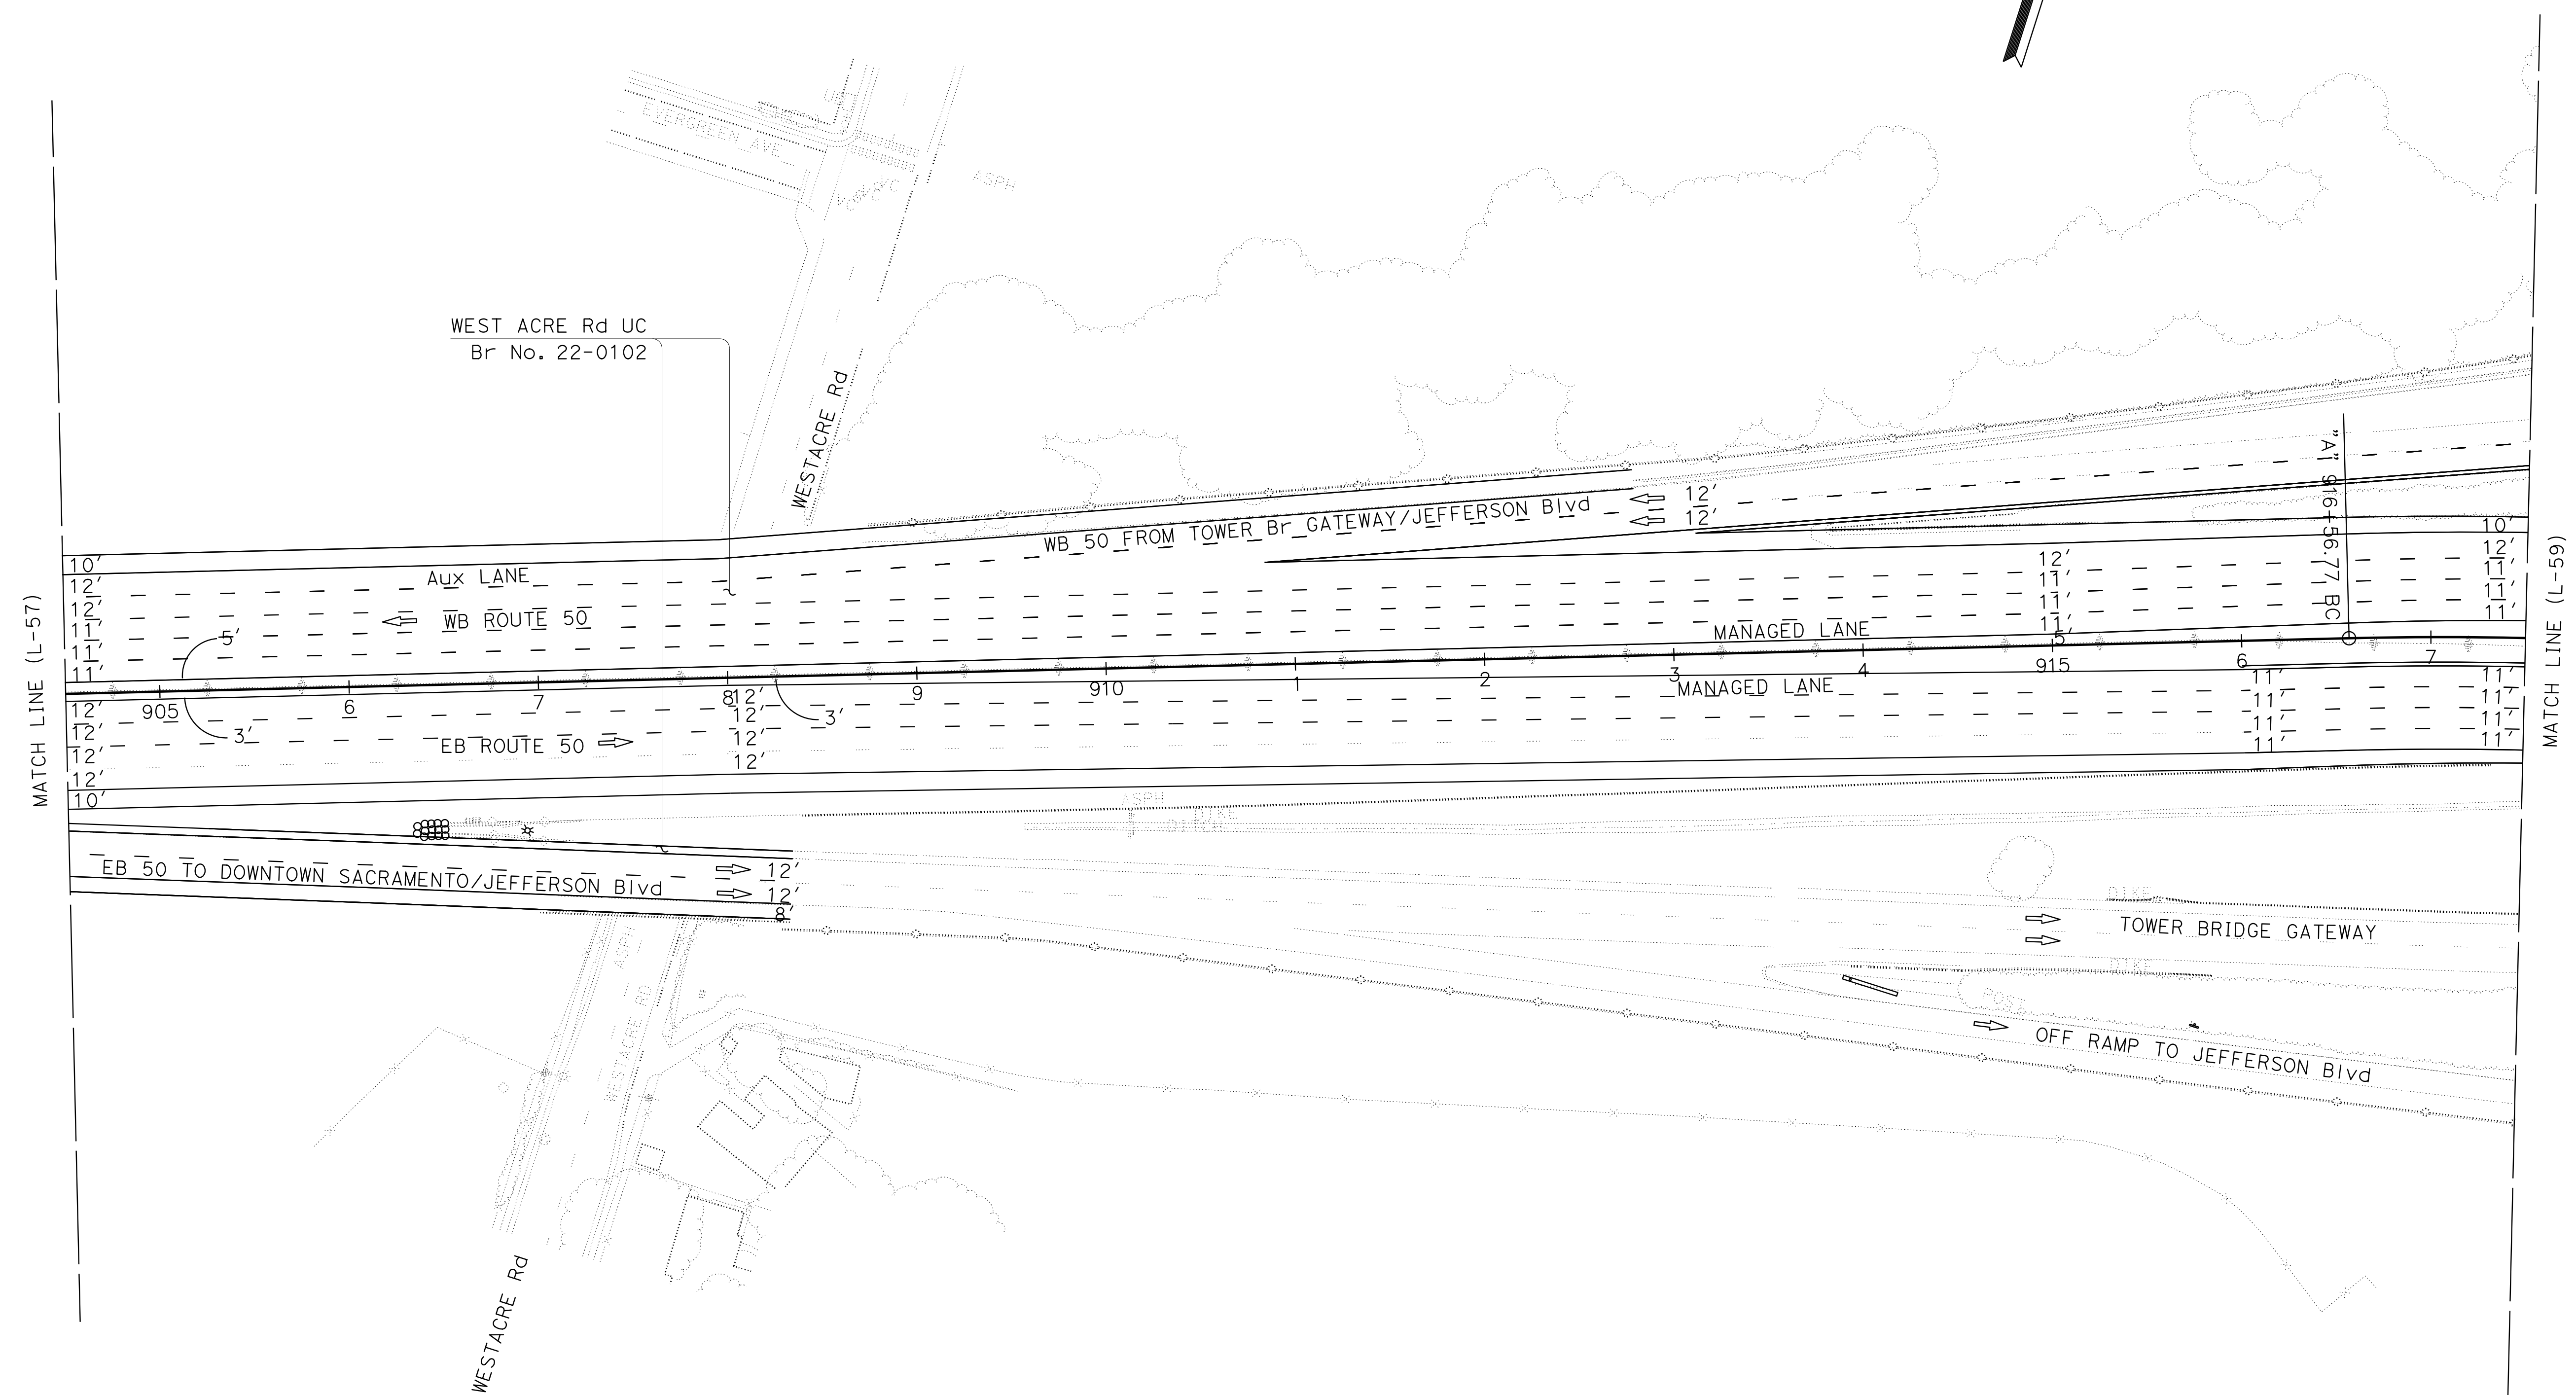 EVERGREEN AVE
ASPH
WEST ACRE Rd UC
Br No. 22-0102
WESTACRE Rd
"A" 916+56.77 BC
MATCH LINE (L-57)
MATCH LINE (L-59)
WB 50 FROM TOWER Br GATEWAY/JEFFERSON Blvd
12'
12'
10'
12'
12'
11'
11'
11'
Aux LANE
WB ROUTE 50
5'
MANAGED LANE
12'
11'
11'
11'
5'
10'
12'
11'
11'
11'
905
6
7
8
9
910
1
2
3
4
915
6
7
MANAGED LANE
12'
12'
12'
12'
10'
3'
EB ROUTE 50
12'
12'
12'
12'
3'
11'
11'
11'
11'
11'
11'
11'
11'
ASPH
DIKE
DITCH
EB 50 TO DOWNTOWN SACRAMENTO/JEFFERSON Blvd
12'
12'
8'
DIKE
TOWER BRIDGE GATEWAY
DIKE
POSTS
OFF RAMP TO JEFFERSON Blvd
ASPH
WESTACRE RD
WESTACRE Rd